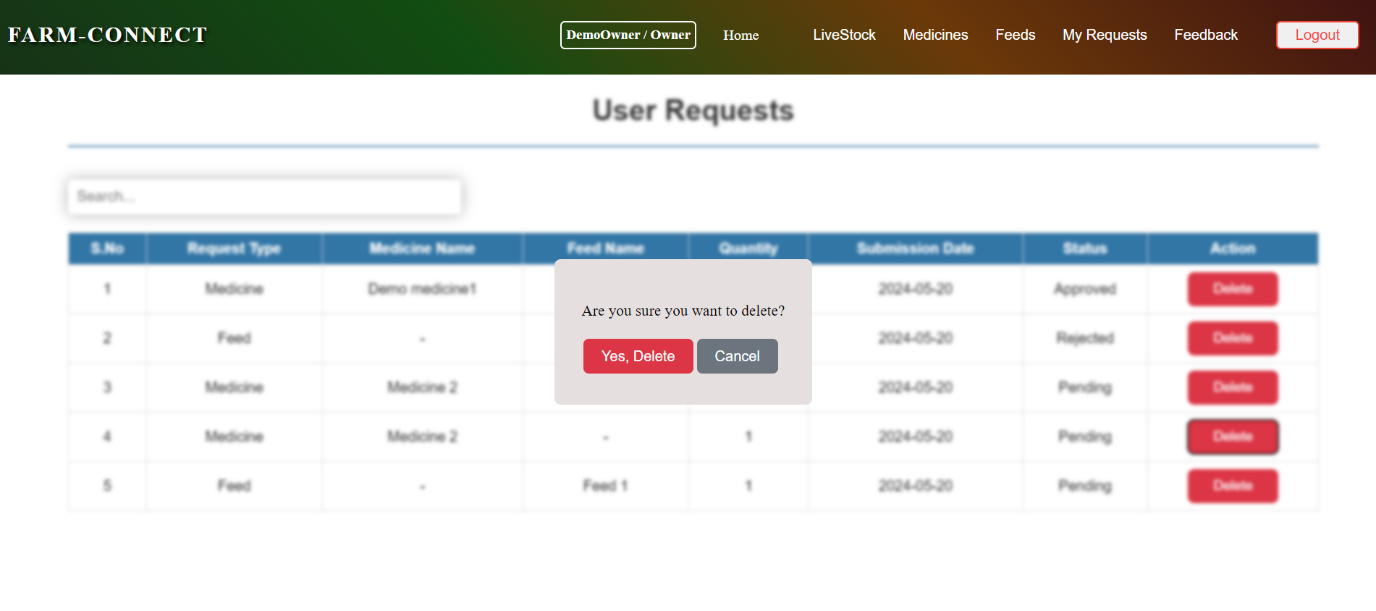 FARM-CONNECT DemoOwner / Owner Home LiveStock Medicines Feeds My Requests Feedback Logout
User Requests
Search...
S.No Request Type Medicine Name Feed Name Quantity Submission Date Status Action
1 Medicine Demo medicine1 2024-05-20 Approved Delete
Are you sure you want to delete?
2 Feed - 2024-05-20 Rejected Delete
Yes, Delete Cancel
3 Medicine Medicine 2 2024-05-20 Pending Delete
4 Medicine Medicine 2 - 1 2024-05-20 Pending Delete
5 Feed - Feed 1 1 2024-05-20 Pending Delete